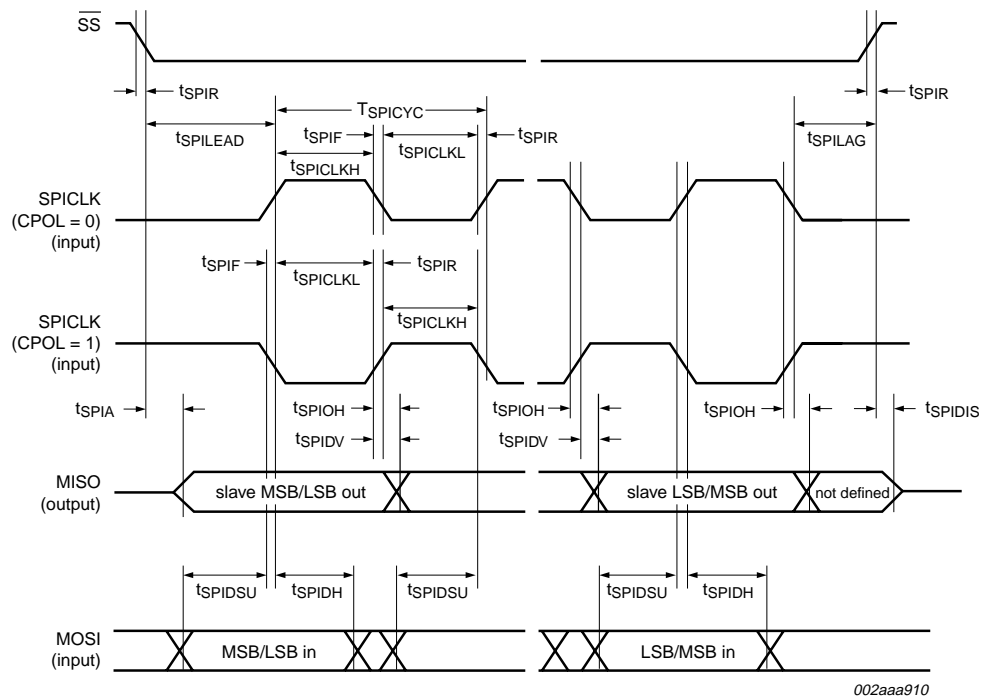 SS
tSPIR
tSPIR
TSPICYC
tSPILEAD
tSPIF
tSPICLKL
tSPIR
tSPILAG
tSPICLKH
SPICLK
(CPOL = 0)
(input)
tSPIF
tSPICLKL
tSPIR
SPICLK
(CPOL = 1)
(input)
tSPICLKH
tSPIA
tSPIOH
tSPIOH
tSPIOH
tSPIDIS
tSPIDV
tSPIDV
MISO
(output)
slave MSB/LSB out
slave LSB/MSB out
not defined
tSPIDSU
tSPIDH
tSPIDSU
tSPIDSU
tSPIDH
MOSI
(input)
MSB/LSB in
LSB/MSB in
002aaa910